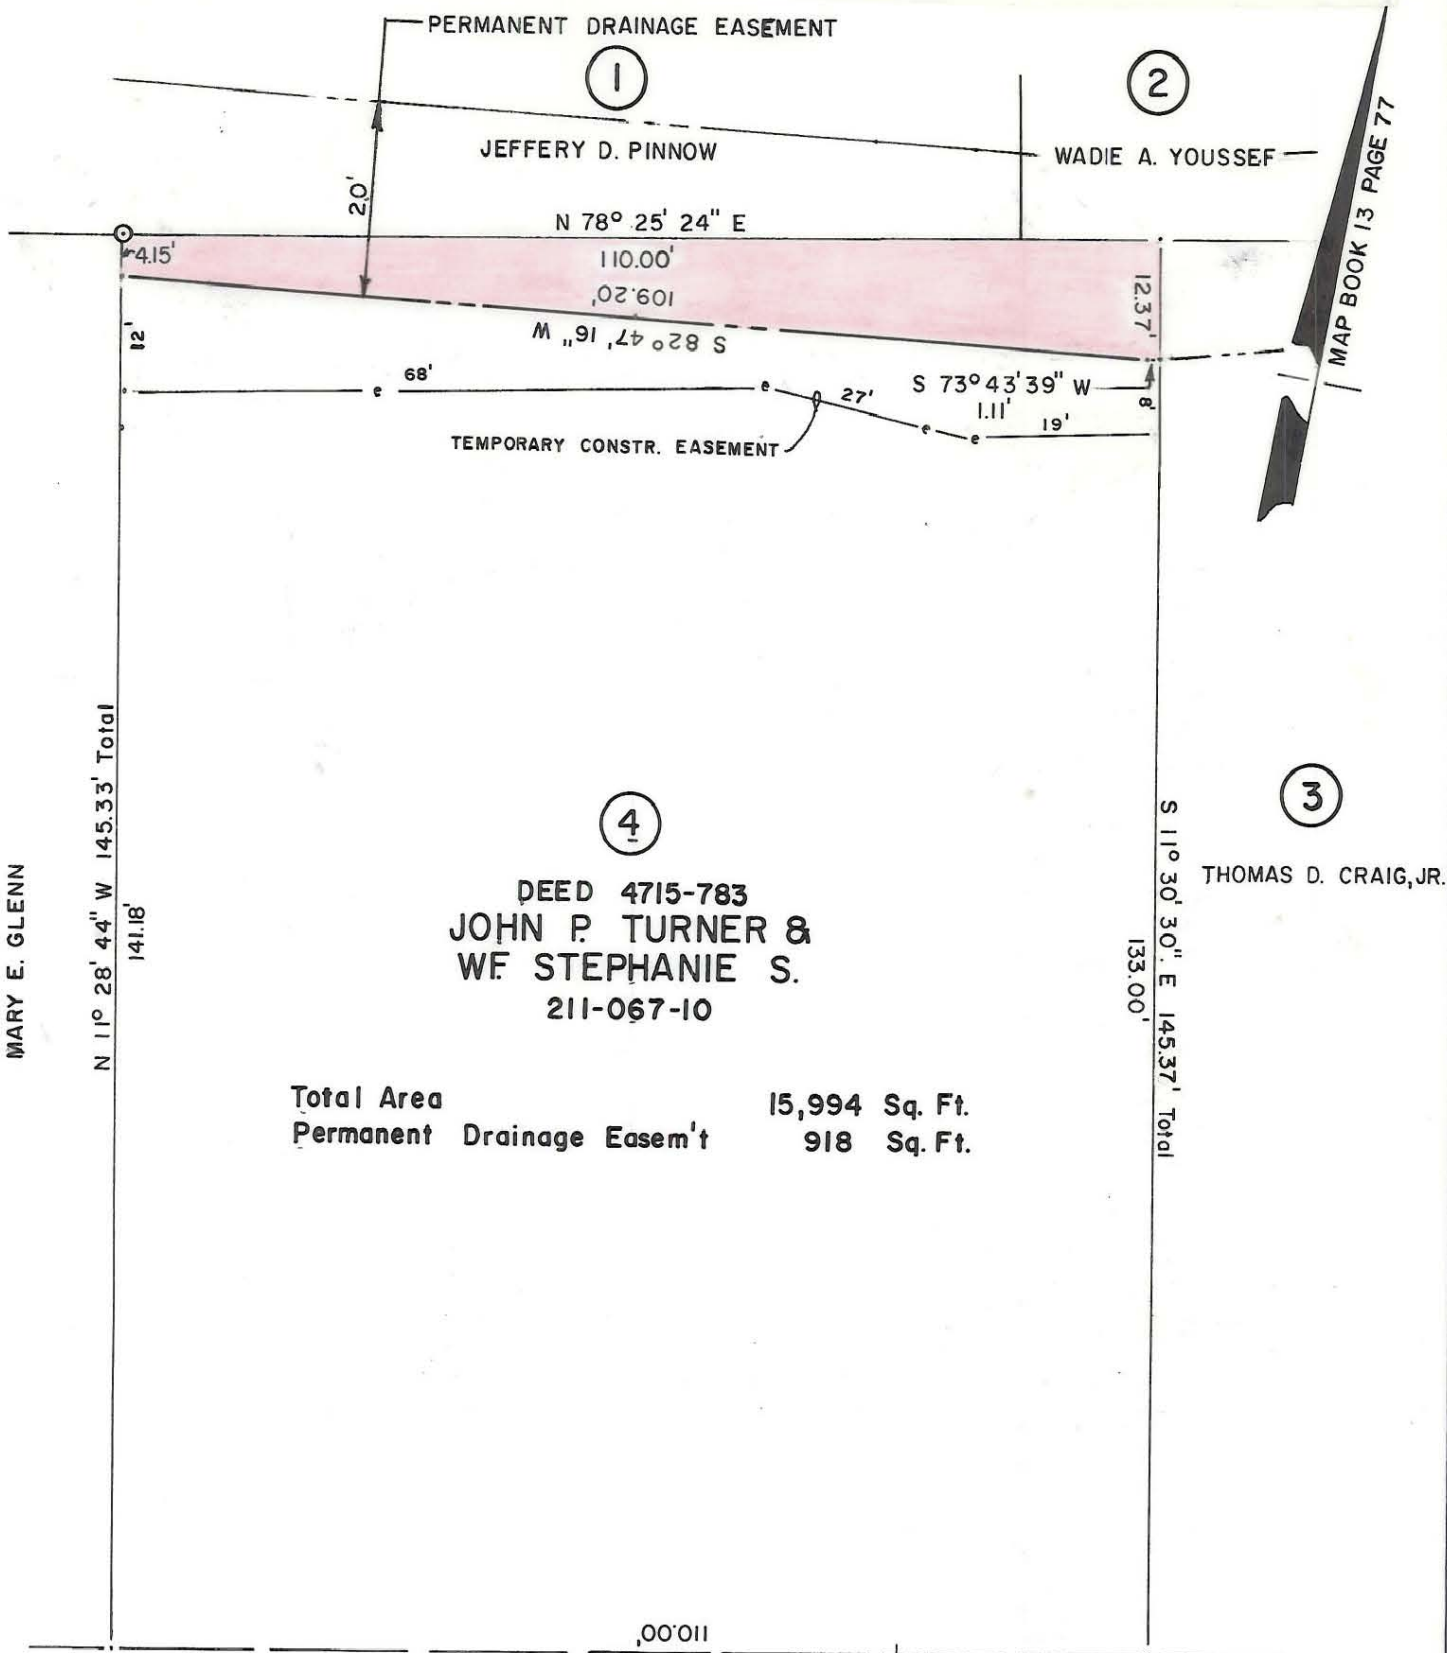 PERMANENT DRAINAGE EASEMENT
1
2
JEFFERY D. PINNOW
WADIE A. YOUSSEF
MAP BOOK 13 PAGE 77
20'
N 78° 25' 24" E
4.15'
110.00'
109.20'
S 82° 47' 16" W
12.37'
12'
68'
27'
S 73° 43' 39" W
1.11'
19'
8'
TEMPORARY CONSTR. EASEMENT
MARY E. GLENN
N 11° 28' 44" W 145.33' Total
141.18'
4
DEED 4715-783
JOHN P. TURNER &
WF. STEPHANIE S.
211-067-10
S 11° 30' 30" E 145.37' Total
133.00'
3
THOMAS D. CRAIG, JR.
Total Area 15,994 Sq. Ft.
Permanent Drainage Easem't 918 Sq. Ft.
110.00'